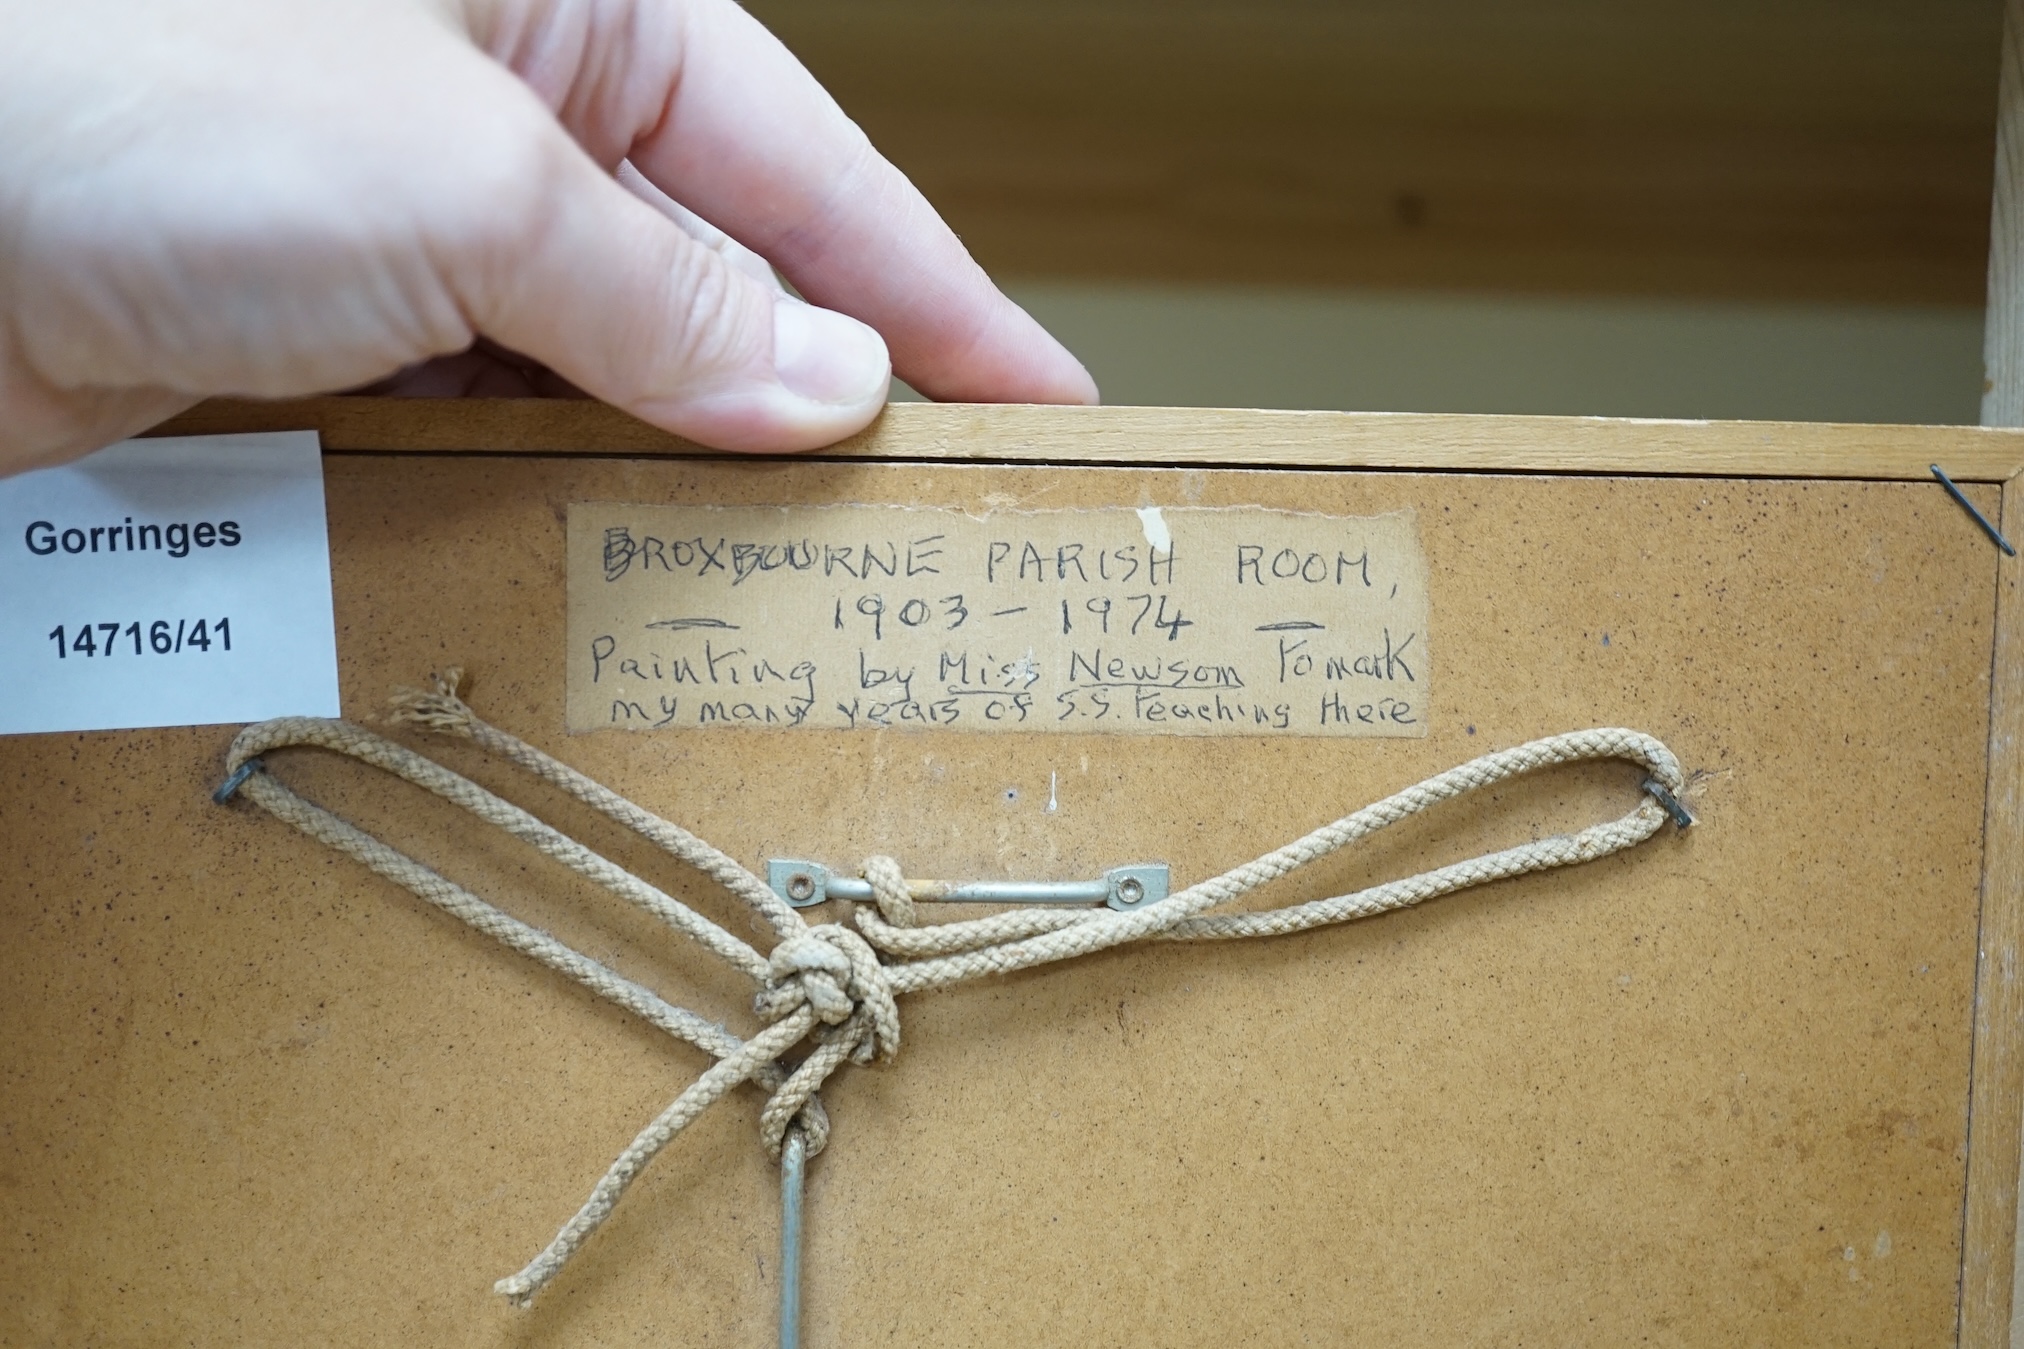 Gorringes
14716/41
BROXBOURNE PARISH ROOM,
— 1903 – 1974 —
Painting by Miss Newsom to mark
my many years of S.S. teaching there